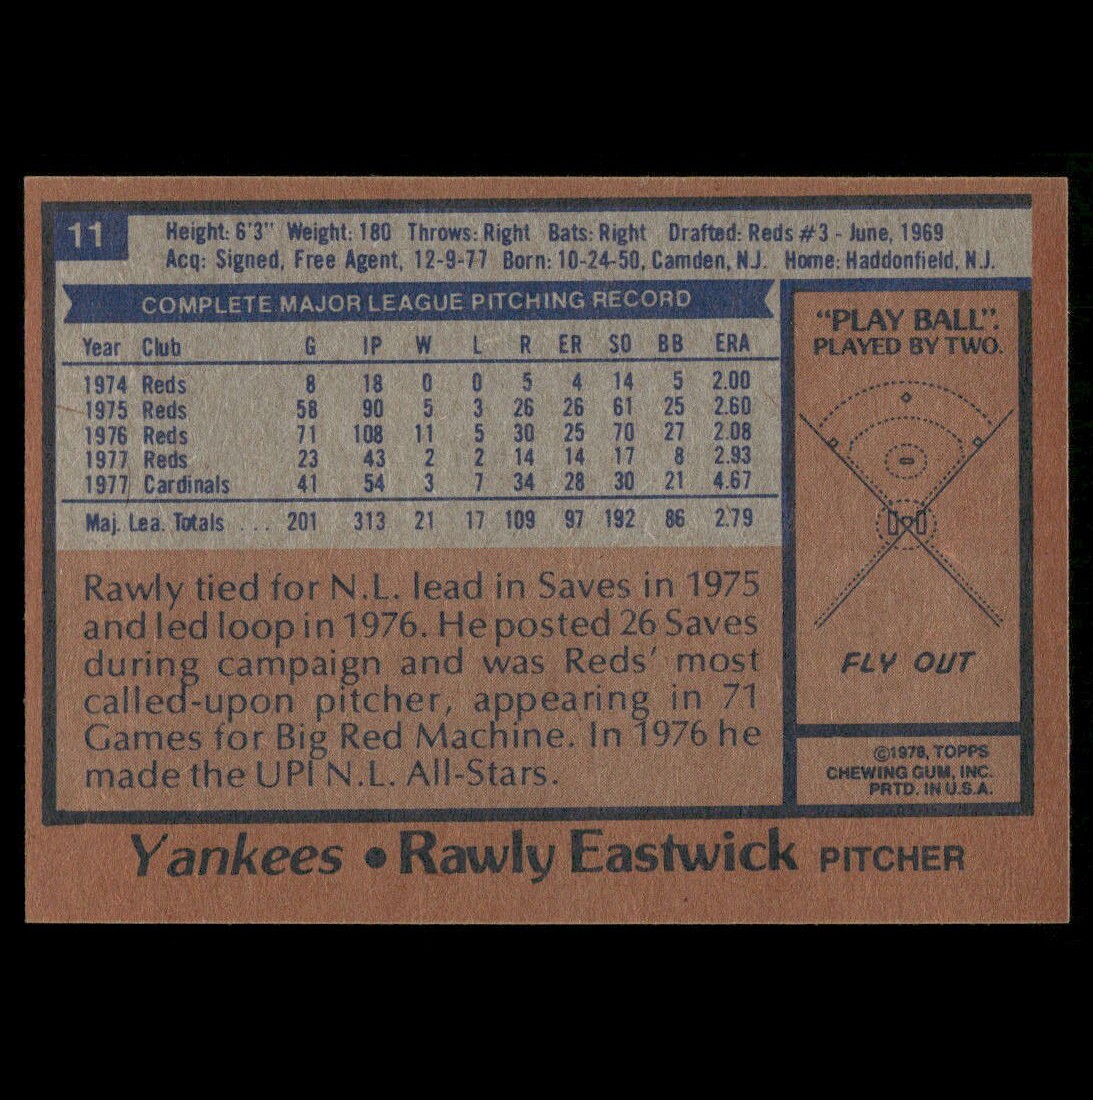 11
Height: 6'3" Weight: 180 Throws: Right Bats: Right Drafted: Reds #3 - June, 1969
Acq: Signed, Free Agent, 12-9-77 Born: 10-24-50, Camden, N.J. Home: Haddonfield, N.J.
COMPLETE MAJOR LEAGUE PITCHING RECORD
Year Club G IP W L R ER SO BB ERA
1974 Reds 8 18 0 0 5 4 14 5 2.00
1975 Reds 58 90 5 3 26 26 61 25 2.60
1976 Reds 71 108 11 5 30 25 70 27 2.08
1977 Reds 23 43 2 2 14 14 17 8 2.93
1977 Cardinals 41 54 3 7 34 28 30 21 4.67
Maj. Lea. Totals ... 201 313 21 17 109 97 192 86 2.79
Rawly tied for N.L. lead in Saves in 1975
and led loop in 1976. He posted 26 Saves
during campaign and was Reds' most
called-upon pitcher, appearing in 71
Games for Big Red Machine. In 1976 he
made the UPI N.L. All-Stars.
"PLAY BALL".
PLAYED BY TWO.
FLY OUT
©1978, TOPPS
CHEWING GUM, INC.
PRTD. IN U.S.A.
Yankees • Rawly Eastwick PITCHER